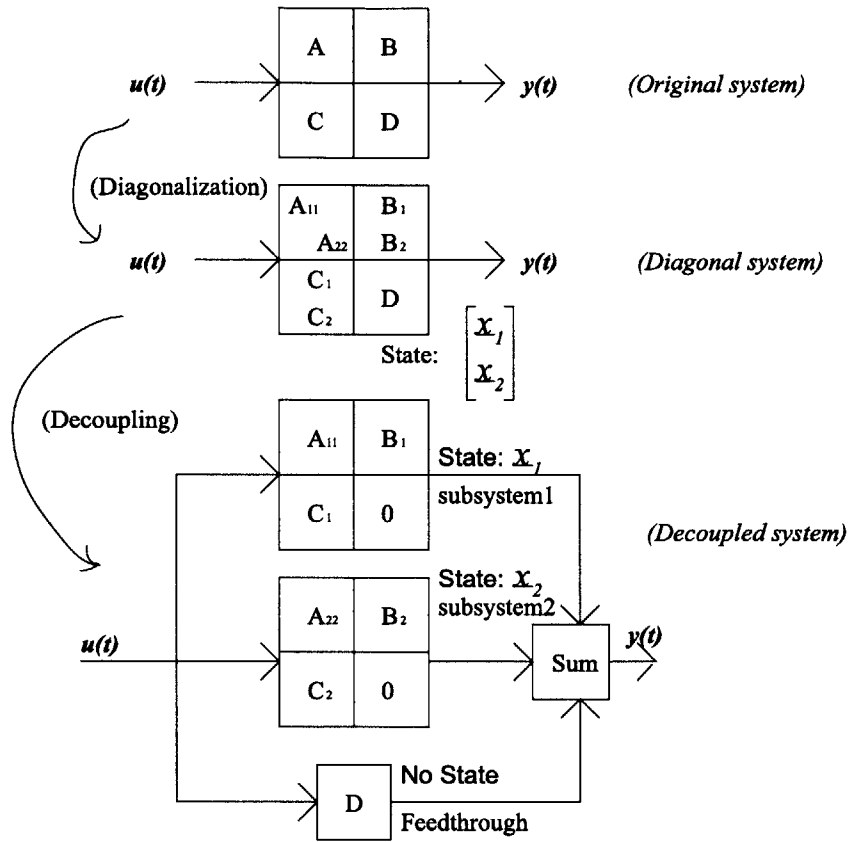 A B
u(t) y(t) (Original system)
C D
(Diagonalization)
A₁₁ B₁
A₂₂ B₂
u(t) y(t) (Diagonal system)
C₁
D
C₂
State: [x₁
x₂]
(Decoupling)
A₁₁ B₁
State: x₁
subsystem1
C₁ 0
(Decoupled system)
State: x₂
subsystem2
A₂₂ B₂
u(t) y(t)
Sum
C₂ 0
No State
D
Feedthrough